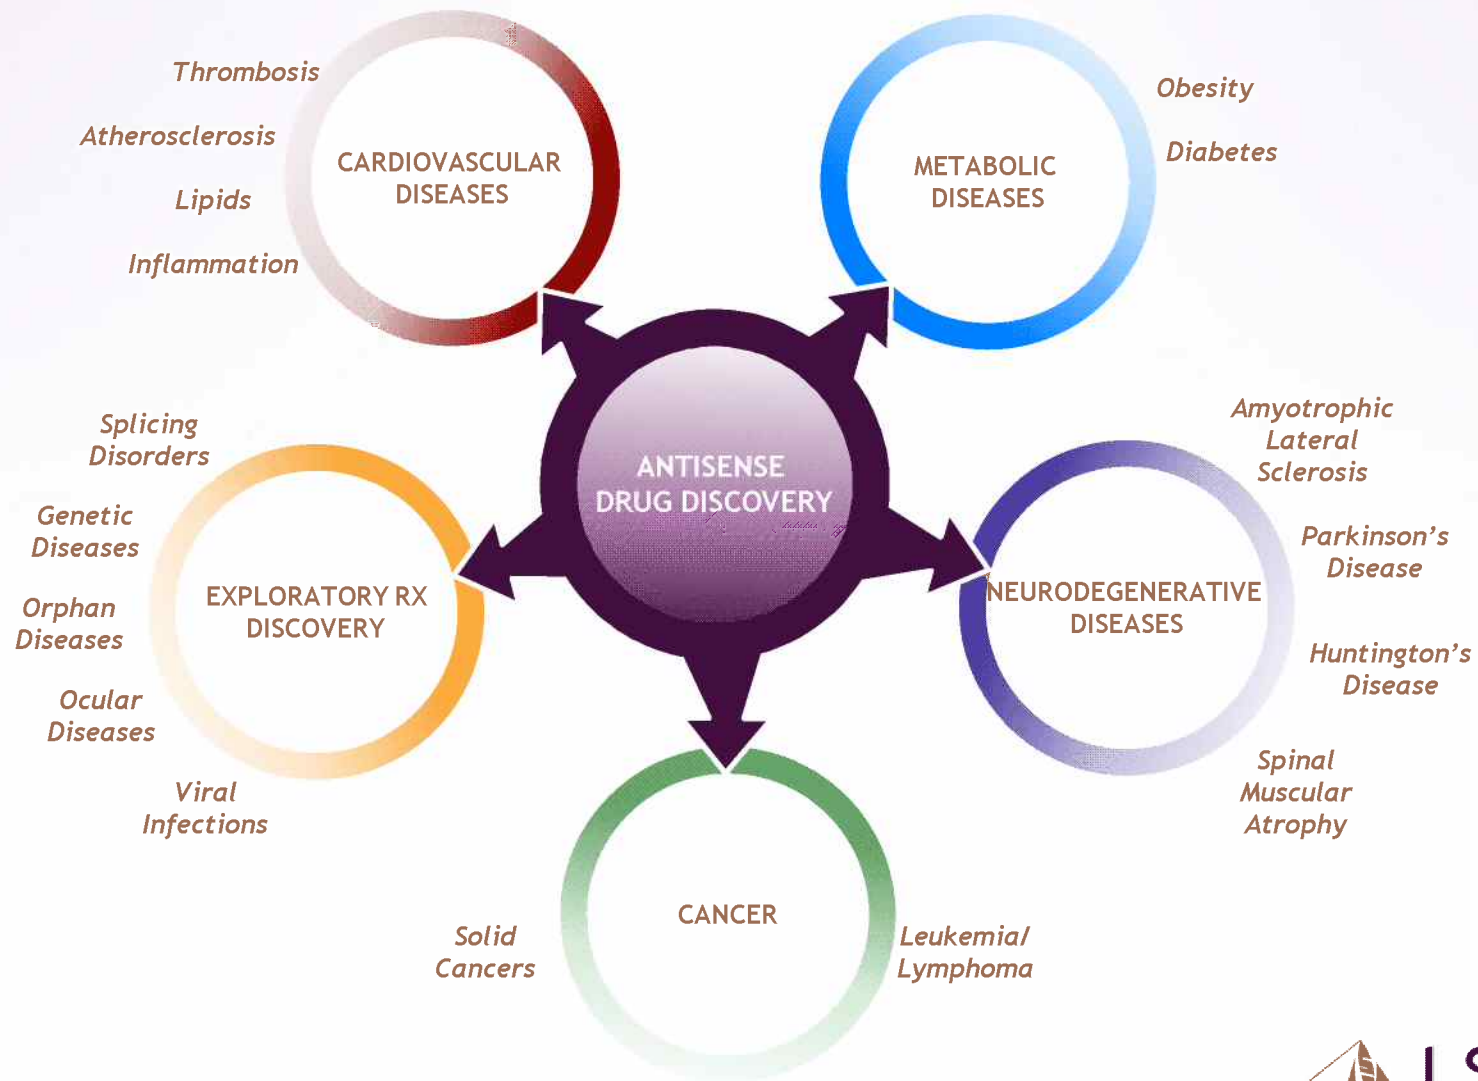 Thrombosis
Atherosclerosis
Lipids
Inflammation
CARDIOVASCULAR
DISEASES
METABOLIC
DISEASES
Obesity
Diabetes
ANTISENSE
DRUG DISCOVERY
Splicing
Disorders
Genetic
Diseases
Orphan
Diseases
Ocular
Diseases
Viral
Infections
EXPLORATORY RX
DISCOVERY
NEURODEGENERATIVE
DISEASES
Amyotrophic
Lateral
Sclerosis
Parkinson's
Disease
Huntington's
Disease
Spinal
Muscular
Atrophy
CANCER
Solid
Cancers
Leukemia/
Lymphoma